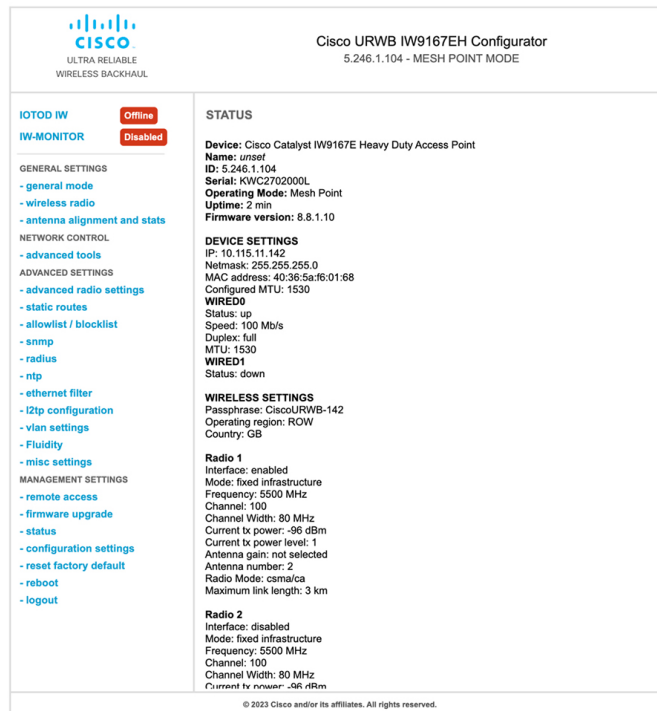 CISCO
ULTRA RELIABLE
WIRELESS BACKHAUL
Cisco URWB IW9167EH Configurator
5.246.1.104 - MESH POINT MODE
IOTOD IW Offline
IW-MONITOR Disabled
GENERAL SETTINGS
- general mode
- wireless radio
- antenna alignment and stats
NETWORK CONTROL
- advanced tools
ADVANCED SETTINGS
- advanced radio settings
- static routes
- allowlist / blocklist
- snmp
- radius
- ntp
- ethernet filter
- l2tp configuration
- vlan settings
- Fluidity
- misc settings
MANAGEMENT SETTINGS
- remote access
- firmware upgrade
- status
- configuration settings
- reset factory default
- reboot
- logout
STATUS
Device: Cisco Catalyst IW9167E Heavy Duty Access Point
Name: unset
ID: 5.246.1.104
Serial: KWC2702000L
Operating Mode: Mesh Point
Uptime: 2 min
Firmware version: 8.8.1.10
DEVICE SETTINGS
IP: 10.115.11.142
Netmask: 255.255.255.0
MAC address: 40:36:5a:f6:01:68
Configured MTU: 1530
WIRED0
Status: up
Speed: 100 Mb/s
Duplex: full
MTU: 1530
WIRED1
Status: down
WIRELESS SETTINGS
Passphrase: CiscoURWB-142
Operating region: ROW
Country: GB
Radio 1
Interface: enabled
Mode: fixed infrastructure
Frequency: 5500 MHz
Channel: 100
Channel Width: 80 MHz
Current tx power: -96 dBm
Current tx power level: 1
Antenna gain: not selected
Antenna number: 2
Radio Mode: csma/ca
Maximum link length: 3 km
Radio 2
Interface: disabled
Mode: fixed infrastructure
Frequency: 5500 MHz
Channel: 100
Channel Width: 80 MHz
Current tx power: -96 dBm
© 2023 Cisco and/or its affiliates. All rights reserved.